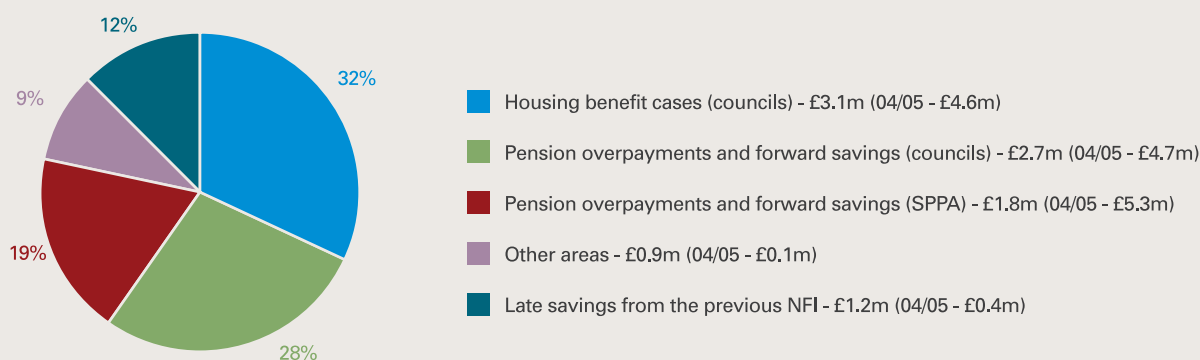 12%
32%
9%
19%
28%
Housing benefit cases (councils) - £3.1m (04/05 - £4.6m)
Pension overpayments and forward savings (councils) - £2.7m (04/05 - £4.7m)
Pension overpayments and forward savings (SPPA) - £1.8m (04/05 - £5.3m)
Other areas - £0.9m (04/05 - £0.1m)
Late savings from the previous NFI - £1.2m (04/05 - £0.4m)